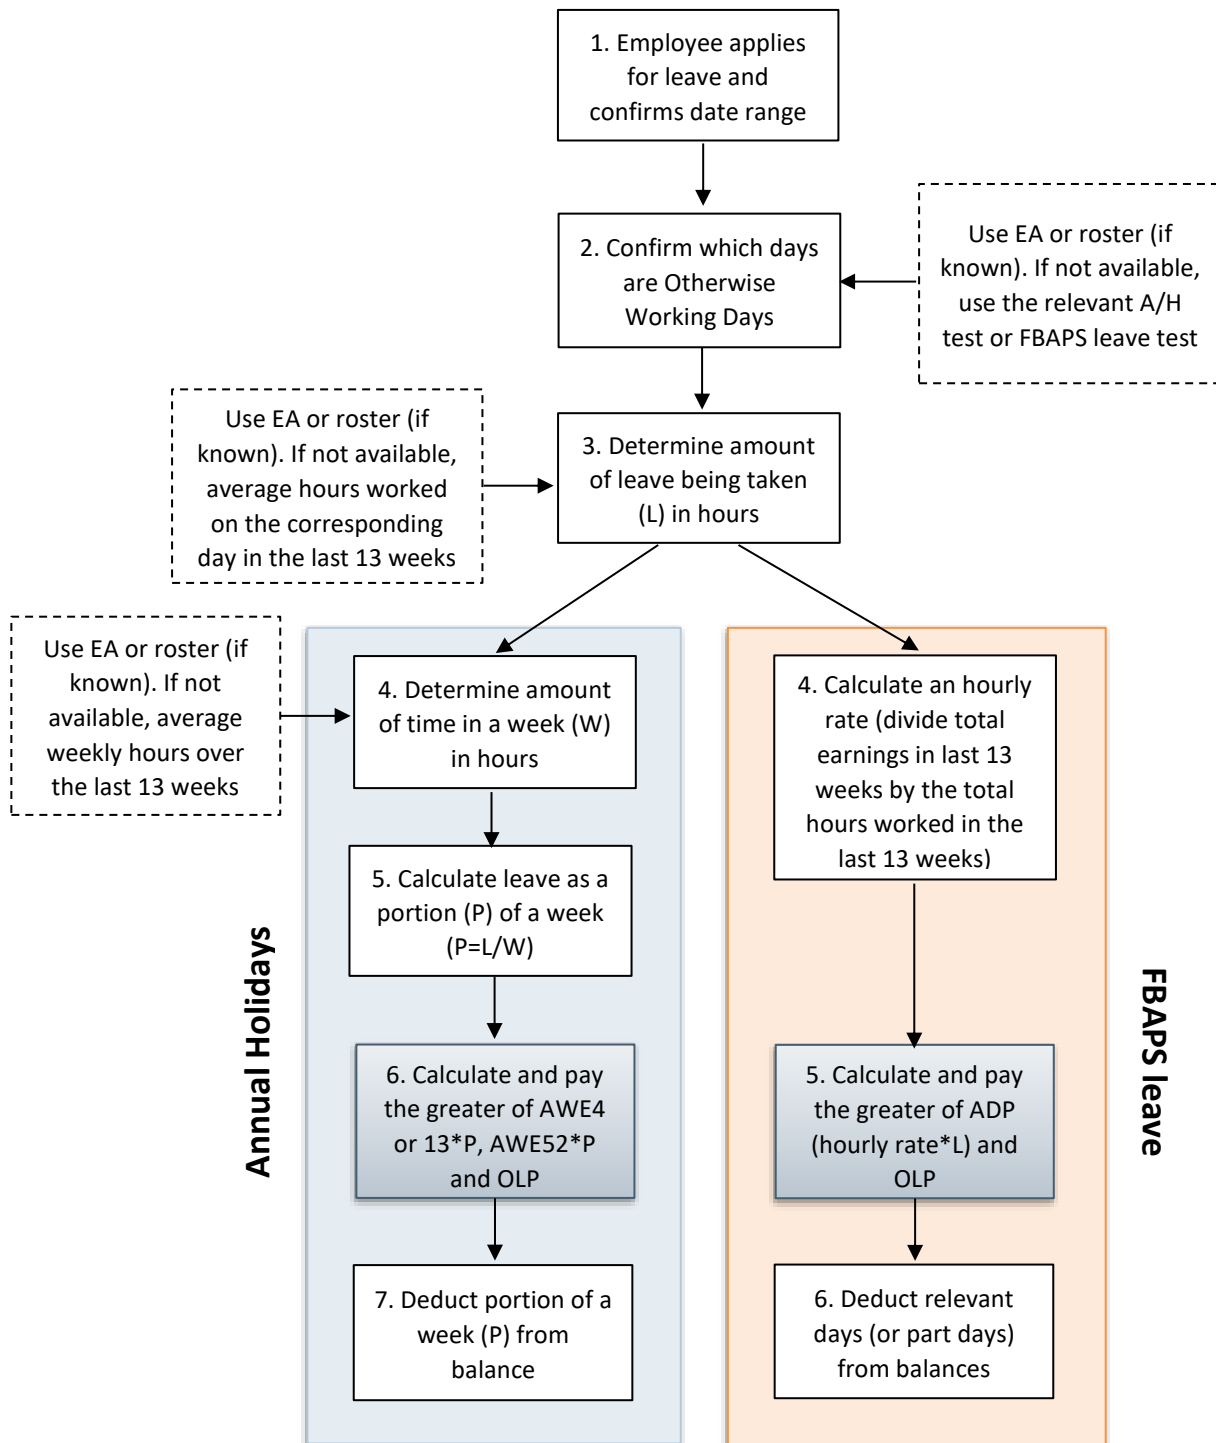 1. Employee applies
for leave and
confirms date range
2. Confirm which days
are Otherwise
Working Days
Use EA or roster (if
known). If not available,
use the relevant A/H
test or FBAPS leave test
Use EA or roster (if
known). If not available,
average hours worked
on the corresponding
day in the last 13 weeks
3. Determine amount
of leave being taken
(L) in hours
Use EA or roster (if
known). If not
available, average
weekly hours over
the last 13 weeks
Annual Holidays
4. Determine amount
of time in a week (W)
in hours
5. Calculate leave as a
portion (P) of a week
(P=L/W)
6. Calculate and pay
the greater of AWE4
or 13*P, AWE52*P
and OLP
7. Deduct portion of a
week (P) from
balance
4. Calculate an hourly
rate (divide total
earnings in last 13
weeks by the total
hours worked in the
last 13 weeks)
5. Calculate and pay
the greater of ADP
(hourly rate*L) and
OLP
6. Deduct relevant
days (or part days)
from balances
FBAPS leave